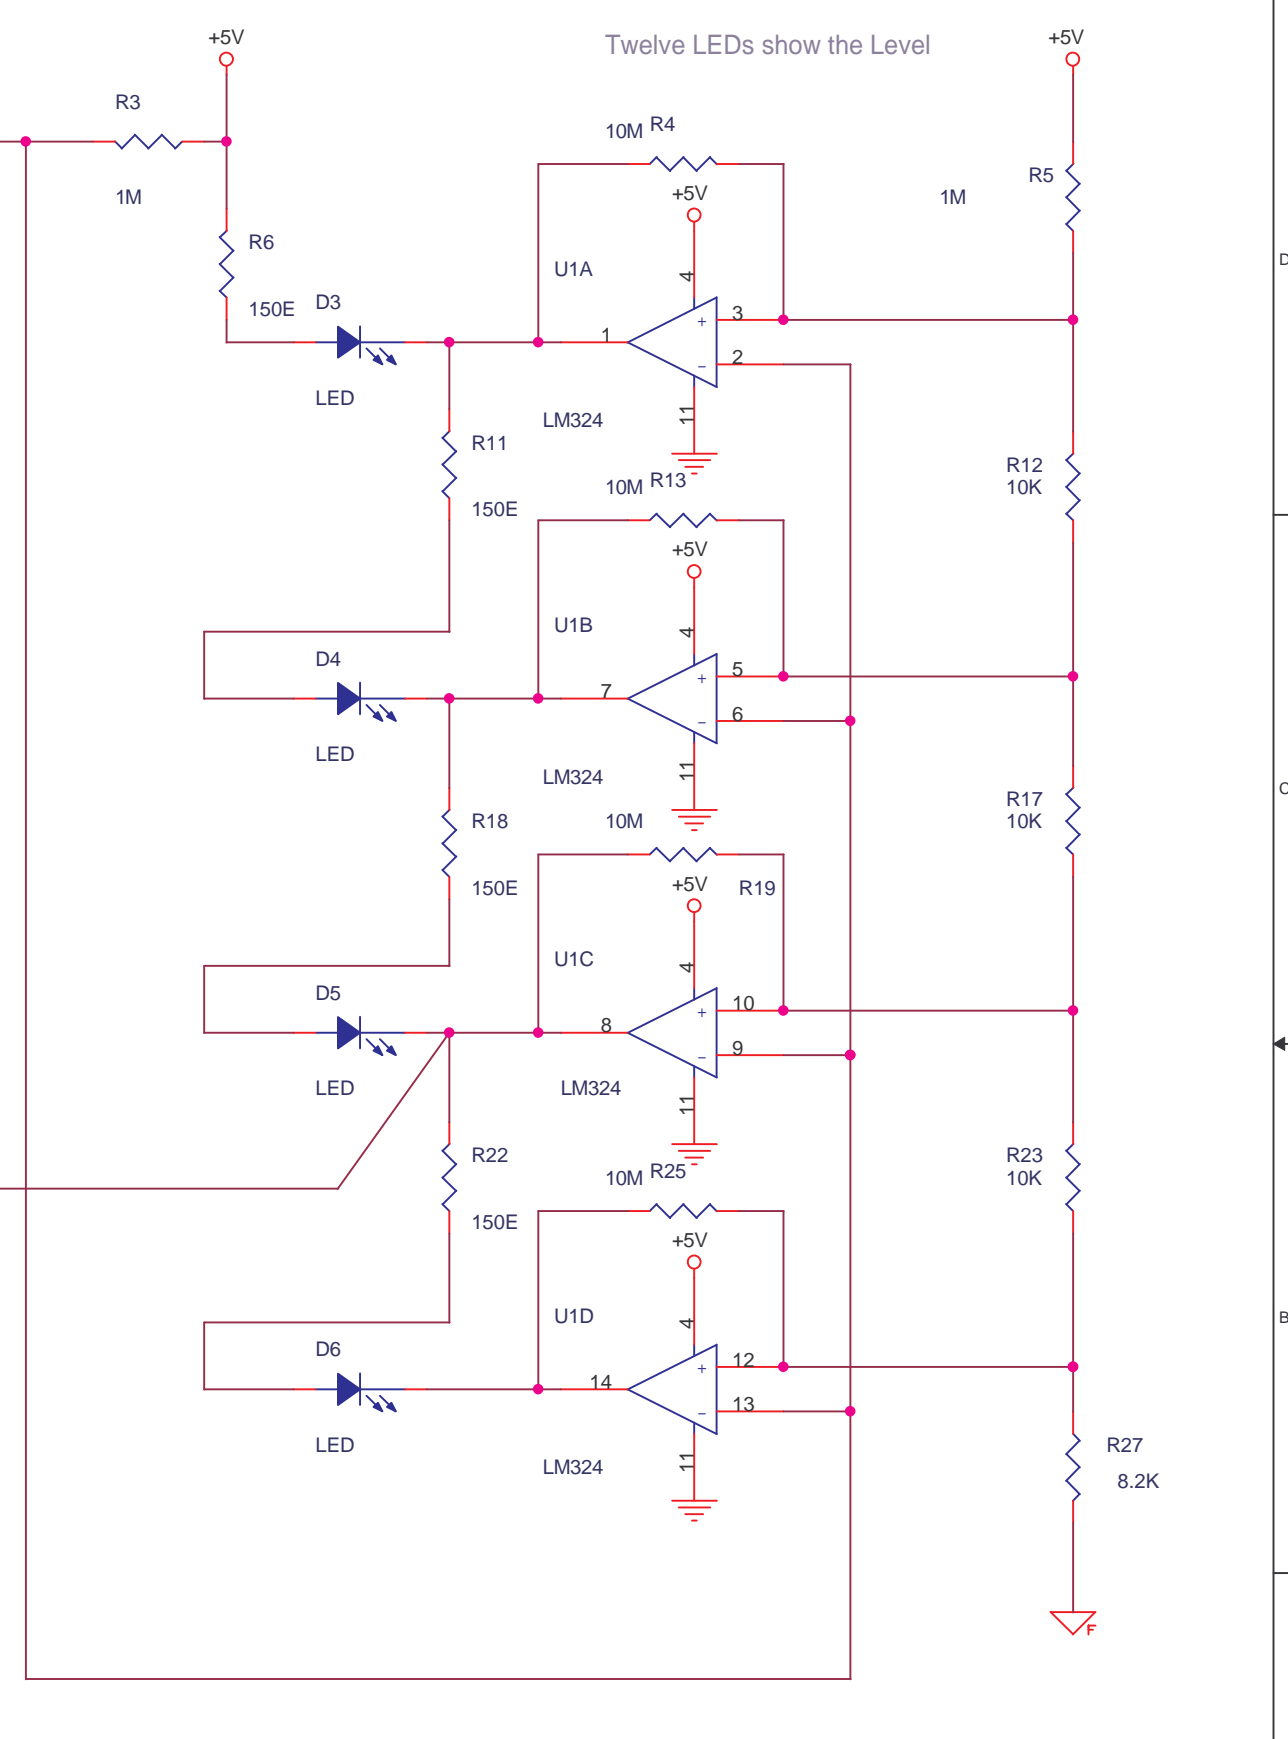 +5V
Twelve LEDs show the Level
+5V
R3
1M
R6
150E
10M R4
+5V
1M
R5
U1A
4
3
2
1
+
−
11
LM324
D3
LED
D
R11
150E
R12
10K
10M R13
+5V
U1B
4
5
6
7
+
−
11
LM324
D4
LED
R18
150E
R17
10K
C
10M
+5V
R19
U1C
4
10
9
8
+
−
11
LM324
D5
LED
R22
150E
R23
10K
10M R25
+5V
U1D
4
12
13
14
+
−
11
LM324
D6
LED
B
R27
8.2K
F